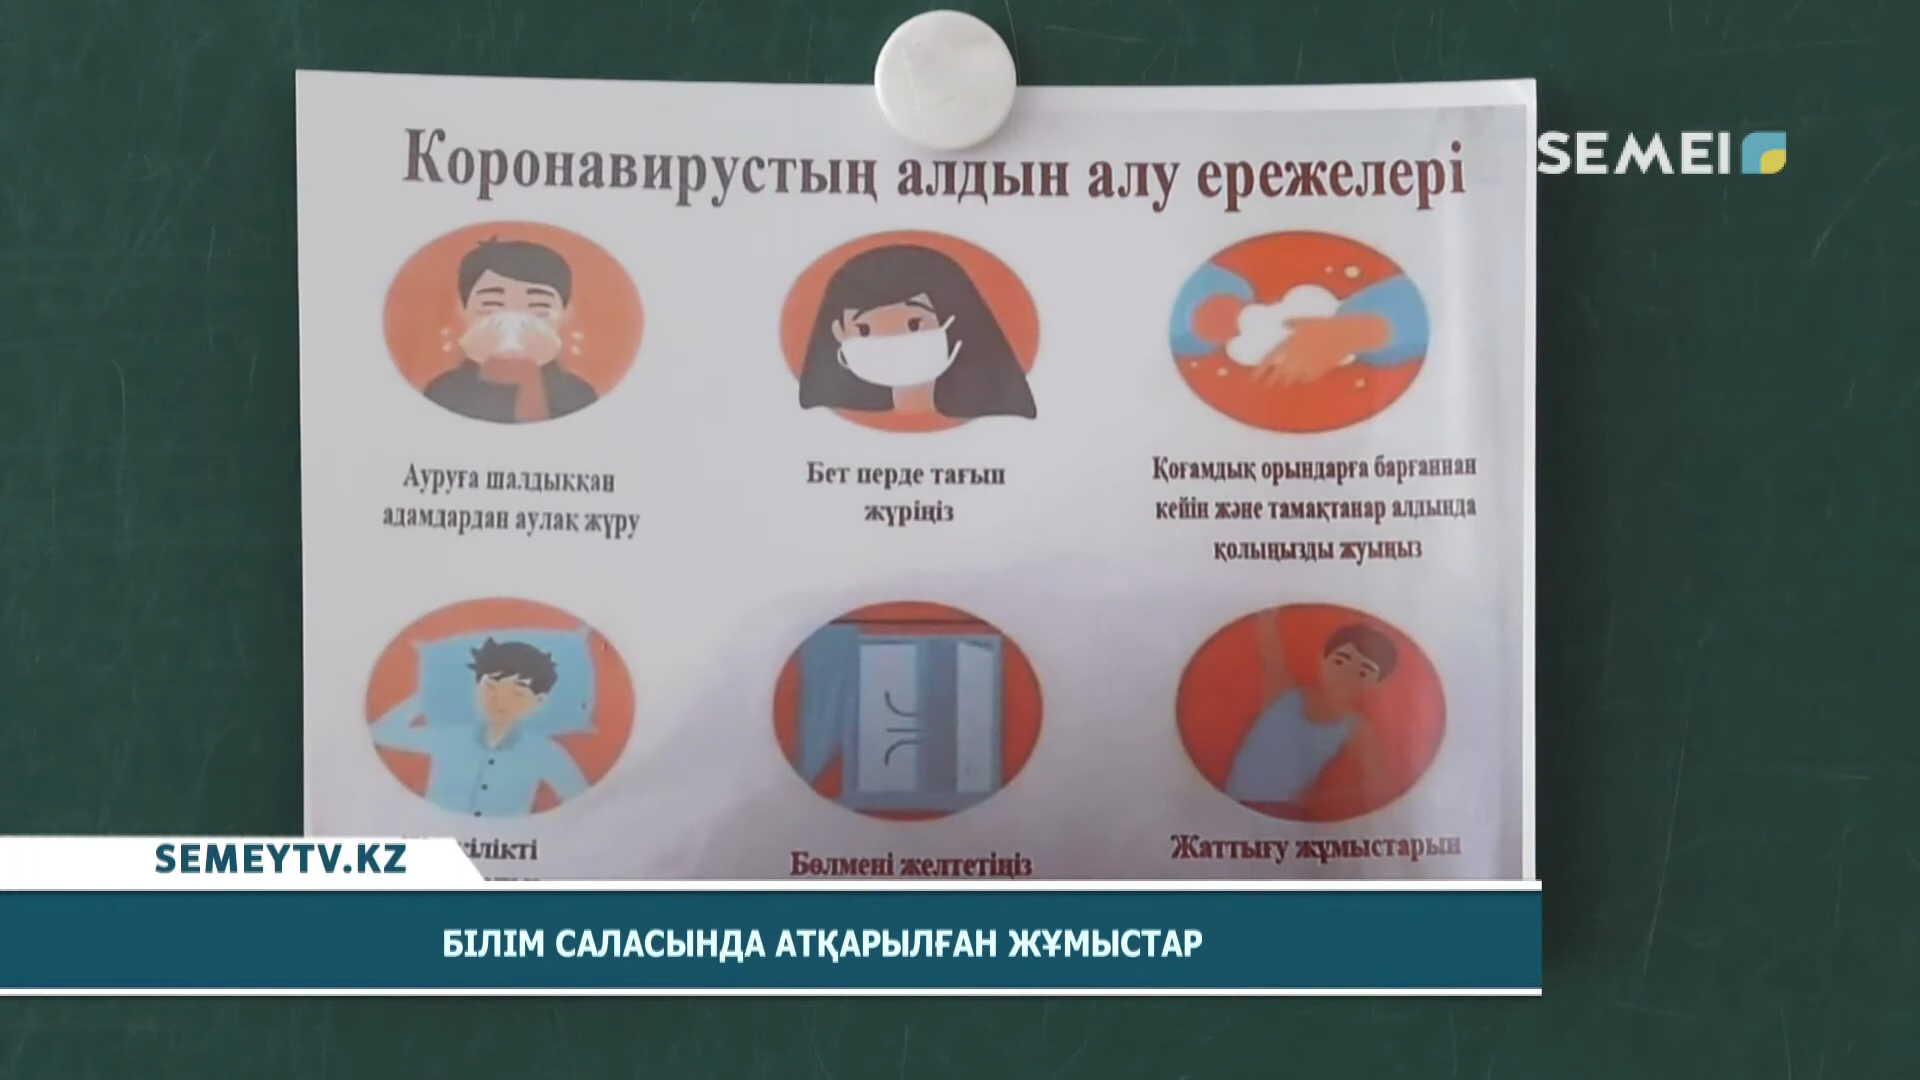 Коронавирустың алдын алу ережелері
SEMEI
Ауруға шалдыққан
адамдардан аулақ жүру
Бет перде тағып
жүріңіз
Қоғамдық орындарға барғаннан
кейін және тамақтанар алдында
қолыңызды жуыңыз
Бөлмені желтетіңіз
Жаттығу жұмыстарын
SEMEYTV.KZ
БІЛІМ САЛАСЫНДА АТҚАРЫЛҒАН ЖҰМЫСТАР